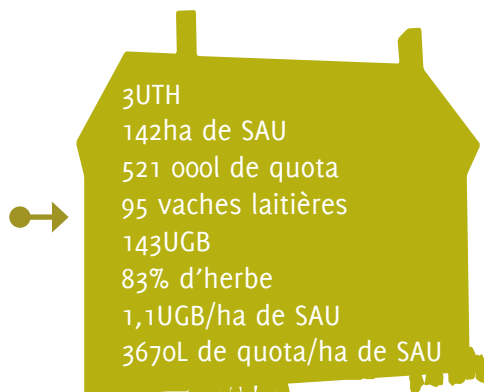 3UTH
142ha de SAU
521 000l de quota
95 vaches laitières
143UGB
83% d'herbe
1,1UGB/ha de SAU
3670L de quota/ha de SAU